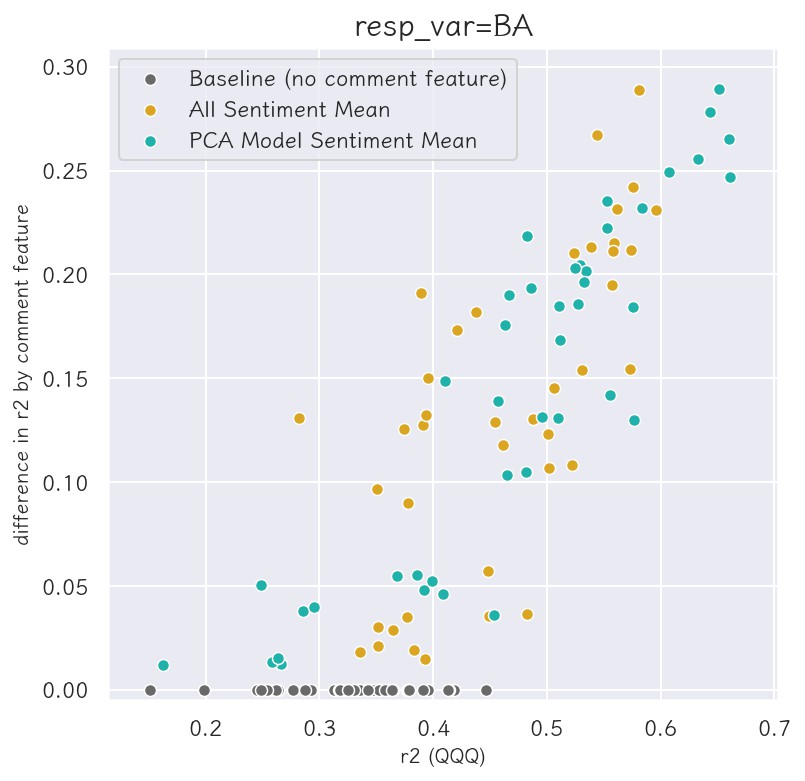 resp_var=BA
0.30
0.25
0.20
0.15
0.10
0.05
0.00
difference in r2 by comment feature
Baseline (no comment feature)
All Sentiment Mean
PCA Model Sentiment Mean
0.2 0.3 0.4 0.5 0.6 0.7
r2 (QQQ)